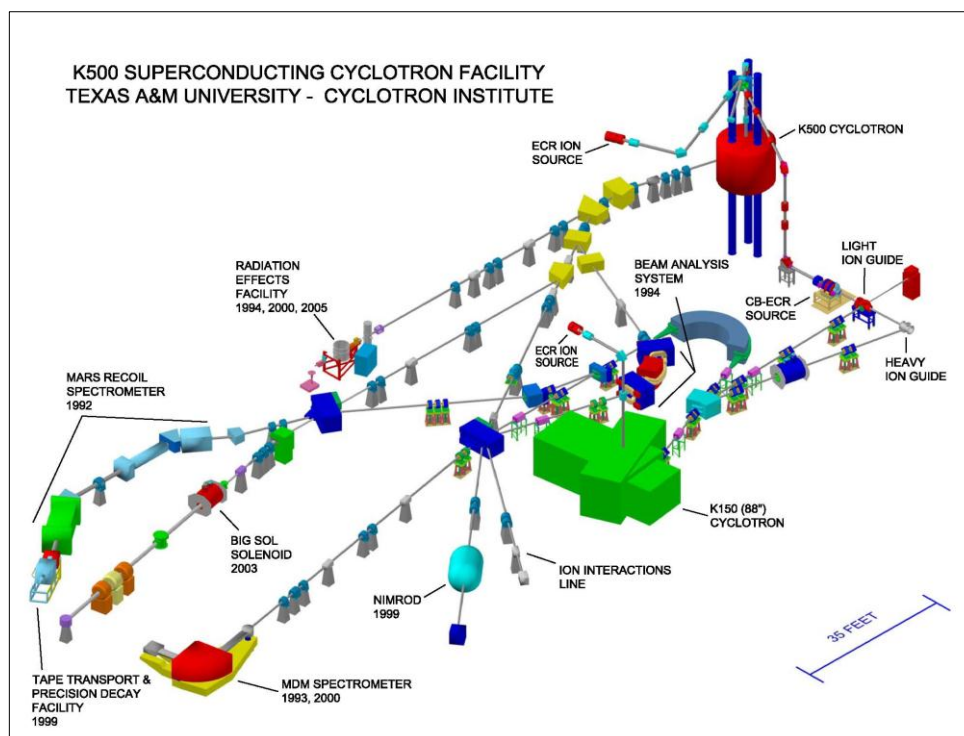 K500 SUPERCONDUCTING CYCLOTRON FACILITY
TEXAS A&M UNIVERSITY - CYCLOTRON INSTITUTE
ECR ION
SOURCE
K500 CYCLOTRON
RADIATION
EFFECTS
FACILITY
1994, 2000, 2005
BEAM ANALYSIS
SYSTEM
1994
LIGHT
ION GUIDE
CB-ECR
SOURCE
ECR ION
SOURCE
HEAVY
ION GUIDE
MARS RECOIL
SPECTROMETER
1992
BIG SOL
SOLENOID
2003
K150 (88")
CYCLOTRON
NIMROD
1999
ION INTERACTIONS
LINE
35 FEET
TAPE TRANSPORT &
PRECISION DECAY
FACILITY
1999
MDM SPECTROMETER
1993, 2000